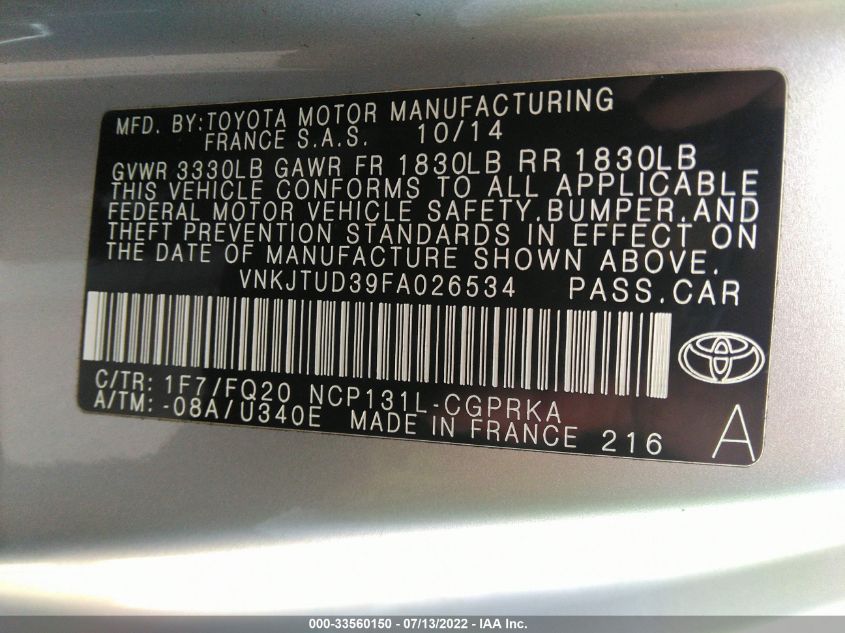 MFD. BY:TOYOTA MOTOR MANUFACTURING
FRANCE S.A.S. 10/14
GVWR 3330LB GAWR FR 1830LB RR 1830LB
THIS VEHICLE CONFORMS TO ALL APPLICABLE
FEDERAL MOTOR VEHICLE SAFETY,BUMPER,AND
THEFT PREVENTION STANDARDS IN EFFECT ON
THE DATE OF MANUFACTURE SHOWN ABOVE.
VNKJTUD39FA026534 PASS.CAR
C/TR: 1F7/FQ20 NCP131L-CGPRKA
A/TM: -08A/U340E MADE IN FRANCE 216
A
000-33560150 - 07/13/2022 - IAA Inc.